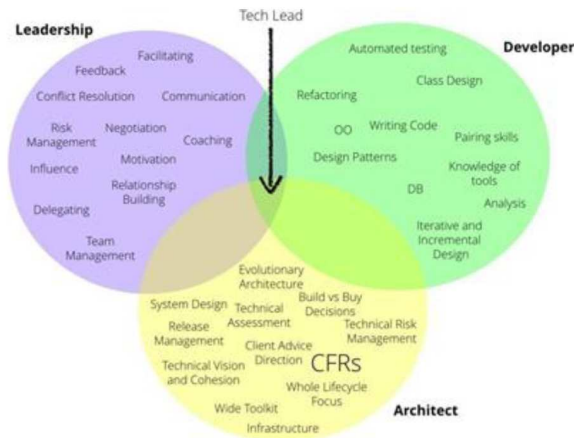 Tech Lead
Leadership
Facilitating
Feedback
Conflict Resolution
Communication
Risk
Management
Negotiation
Coaching
Motivation
Influence
Relationship
Building
Delegating
Team
Management
Developer
Automated testing
Class Design
Refactoring
OO
Writing Code
Pairing skills
Design Patterns
Knowledge of
tools
DB
Analysis
Iterative and
Incremental
Design
Evolutionary
Architecture
System Design
Build vs Buy
Decisions
Technical
Assessment
Release
Management
Technical Risk
Management
Client Advice
Direction
CFRs
Technical Vision
and Cohesion
Whole Lifecycle
Focus
Wide Toolkit
Infrastructure
Architect